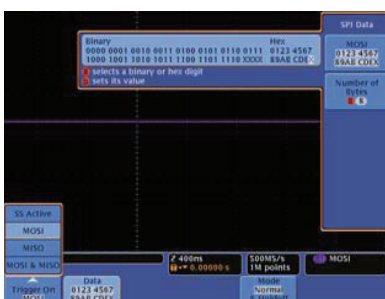 SPI Data
Binary Hex
0000 0001 0010 0011 0100 0101 0110 0111 0123 4567
1000 1001 1010 1011 1100 1101 1110 XXXX 89AB CDEX
a selects a binary or hex digit
b sets its value
MOSI
0123 4567
89AB CDEX
Number of
Bytes
8
SS Active
MOSI
MISO
MOSI & MISO
Trigger On
MOSI
Data
0123 4567
89AB CDEX
Z 400ms
0.00000 s
500MS/s
1M points
MOSI
Mode
Normal
& Holdoff